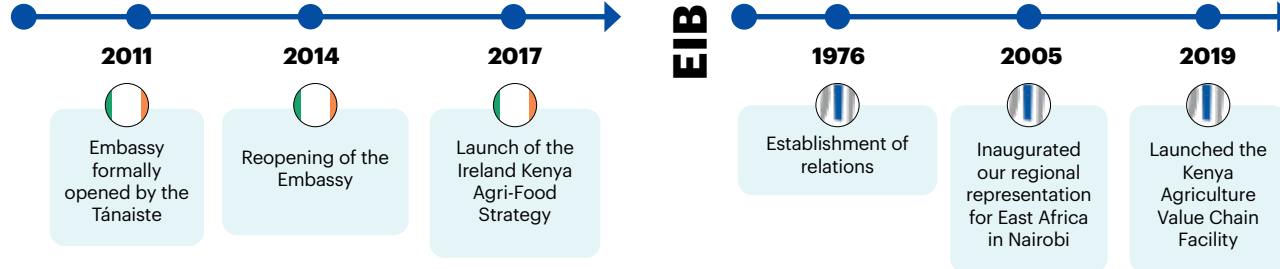 2011
Embassy
formally
opened by the
Tánaiste
2014
Reopening of the
Embassy
2017
Launch of the
Ireland Kenya
Agri-Food
Strategy
EIB
1976
Establishment of
relations
2005
Inaugurated
our regional
representation
for East Africa
in Nairobi
2019
Launched the
Kenya
Agriculture
Value Chain
Facility